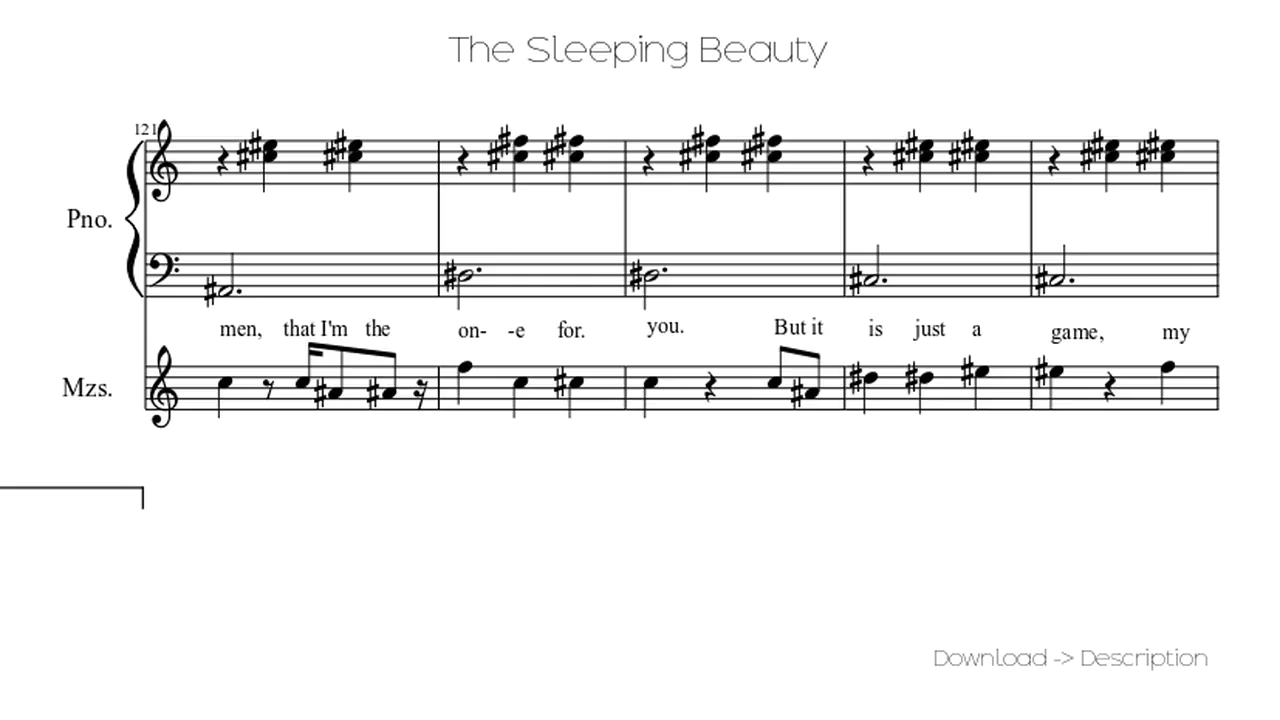 The Sleeping Beauty
121
Pno.
men, that I'm the on- -e for. you. But it is just a game, my
Mzs.
Download -> Description